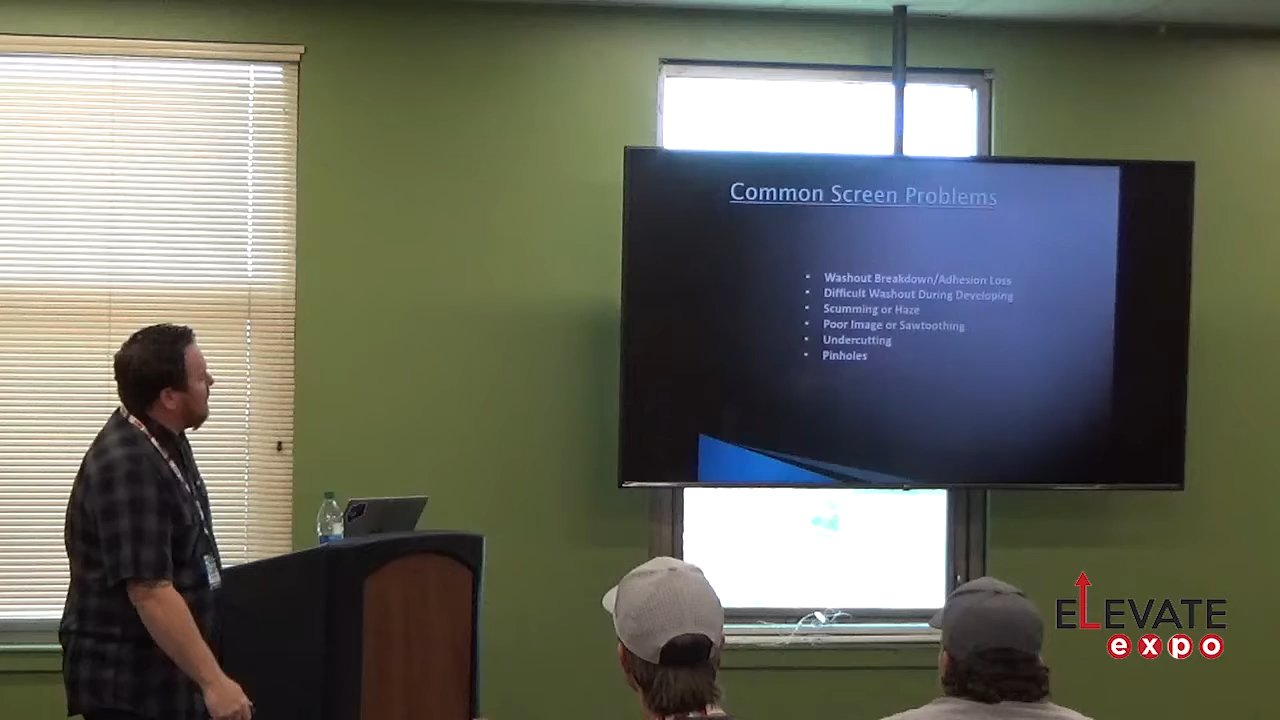 Common Screen Problems
• Washout Breakdown/Adhesion Loss
• Difficult Washout During Developing
• Scumming or Haze
• Poor Image or Sawtoothing
• Undercutting
• Pinholes
ELEVATE
expo